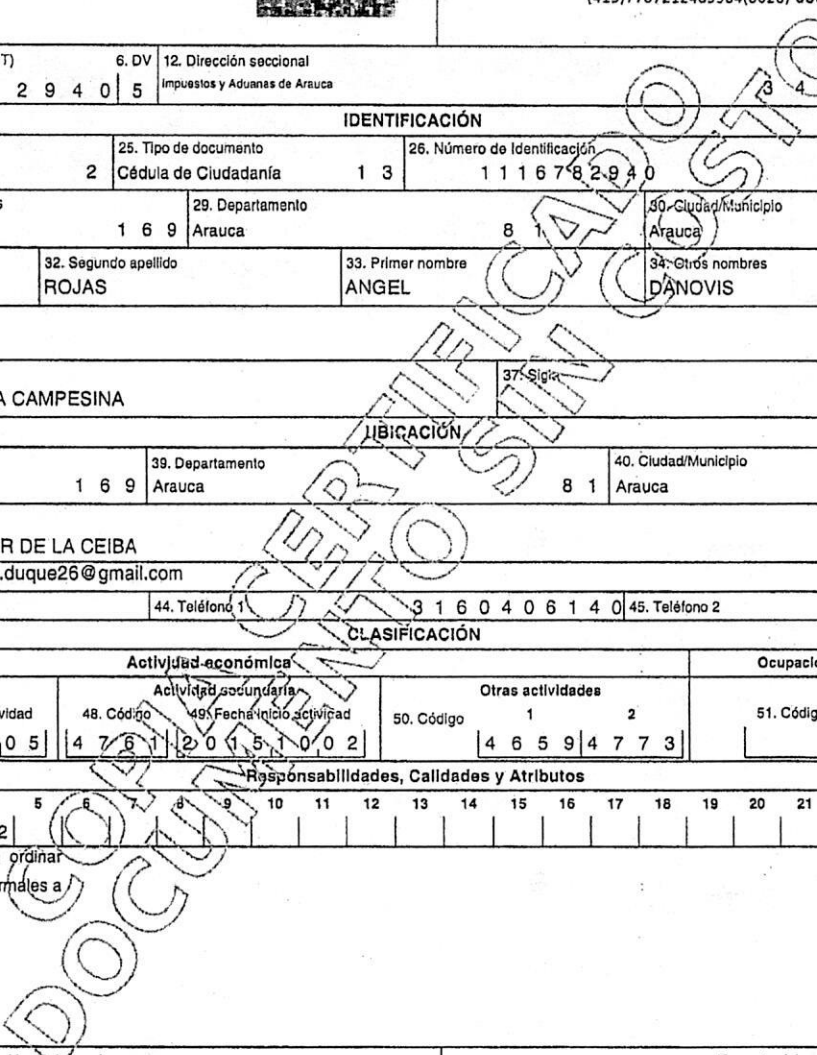 T) 6. DV 12. Dirección seccional
2 9 4 0 5 Impuestos y Aduanas de Arauca 3 4
IDENTIFICACIÓN
25. Tipo de documento 26. Número de Identificación
2 Cédula de Ciudadanía 1 3 1 1 1 6 7 8 2 9 4 0
29. Departamento 30. Ciudad/Municipio
1 6 9 Arauca 8 1 Arauca
32. Segundo apellido 33. Primer nombre 34. Otros nombres
ROJAS ANGEL DANOVIS
37. Sigla
A CAMPESINA
UBICACIÓN
39. Departamento 40. Ciudad/Municipio
1 6 9 Arauca 8 1 Arauca
R DE LA CEIBA
.duque26@gmail.com
44. Teléfono 1 3 1 6 0 4 0 6 1 4 0 45. Teléfono 2
CLASIFICACIÓN
Actividad económica Ocupació
Actividad secundaria Otras actividades
vidad 48. Código 49. Fecha inicio actividad 50. Código 1 2 51. Códig
0 5 4 7 6 1 2 0 1 5 1 0 0 2 4 6 5 9 4 7 7 3
Responsabilidades, Calidades y Atributos
5 6 7 8 9 10 11 12 13 14 15 16 17 18 19 20 21
2
ordinar
rmales a
COPIA CERTIFICADO
DOCUMENTO SIN COSTO